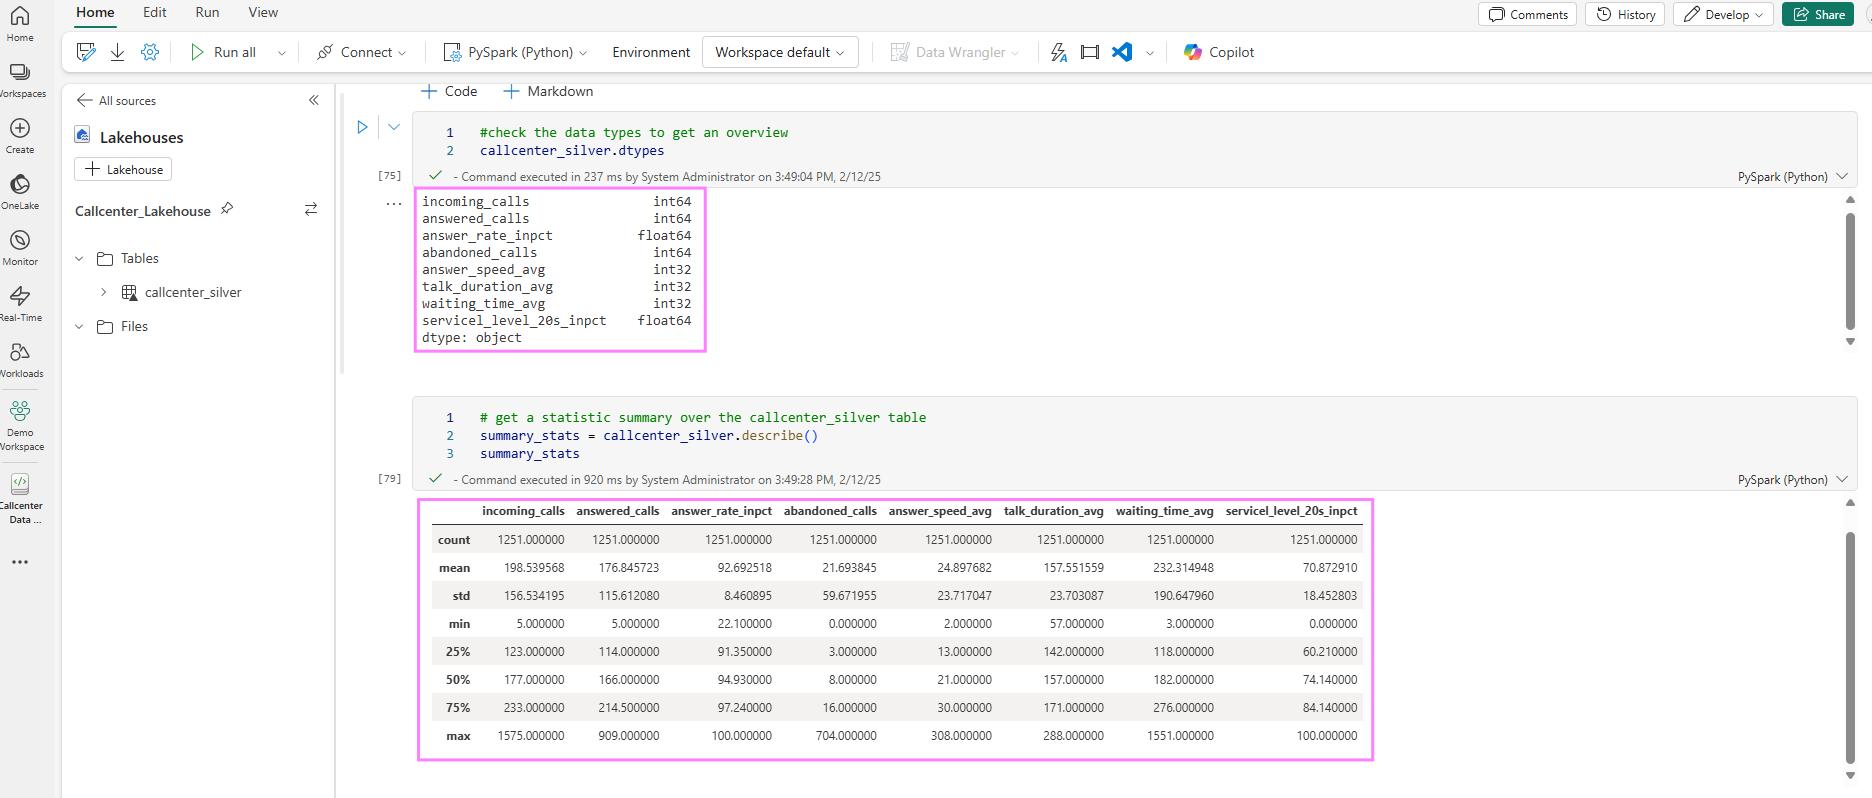 Home Edit Run View
Comments History Develop Share
Run all Connect PySpark (Python) Environment Workspace default Data Wrangler Copilot
Home
Workspaces
Create
OneLake
Monitor
Real-Time
Workloads
Demo
Workspace
Callcenter
Data ...
All sources
Lakehouses
Lakehouse
Callcenter_Lakehouse
Tables
callcenter_silver
Files
Code Markdown
1 #check the data types to get an overview
2 callcenter_silver.dtypes
[75] - Command executed in 237 ms by System Administrator on 3:49:04 PM, 2/12/25 PySpark (Python)
incoming_calls int64
answered_calls int64
answer_rate_inpct float64
abandoned_calls int64
answer_speed_avg int32
talk_duration_avg int32
waiting_time_avg int32
servicel_level_20s_inpct float64
dtype: object
1 # get a statistic summary over the callcenter_silver table
2 summary_stats = callcenter_silver.describe()
3 summary_stats
[79] - Command executed in 920 ms by System Administrator on 3:49:28 PM, 2/12/25 PySpark (Python)
incoming_calls answered_calls answer_rate_inpct abandoned_calls answer_speed_avg talk_duration_avg waiting_time_avg servicel_level_20s_inpct
count 1251.000000 1251.000000 1251.000000 1251.000000 1251.000000 1251.000000 1251.000000 1251.000000
mean 198.539568 176.845723 92.692518 21.693845 24.897682 157.551559 232.314948 70.872910
std 156.534195 115.612080 8.460895 59.671955 23.717047 23.703087 190.647960 18.452803
min 5.000000 5.000000 22.100000 0.000000 2.000000 57.000000 3.000000 0.000000
25% 123.000000 114.000000 91.350000 3.000000 13.000000 142.000000 118.000000 60.210000
50% 177.000000 166.000000 94.930000 8.000000 21.000000 157.000000 182.000000 74.140000
75% 233.000000 214.500000 97.240000 16.000000 30.000000 171.000000 276.000000 84.140000
max 1575.000000 909.000000 100.000000 704.000000 308.000000 288.000000 1551.000000 100.000000